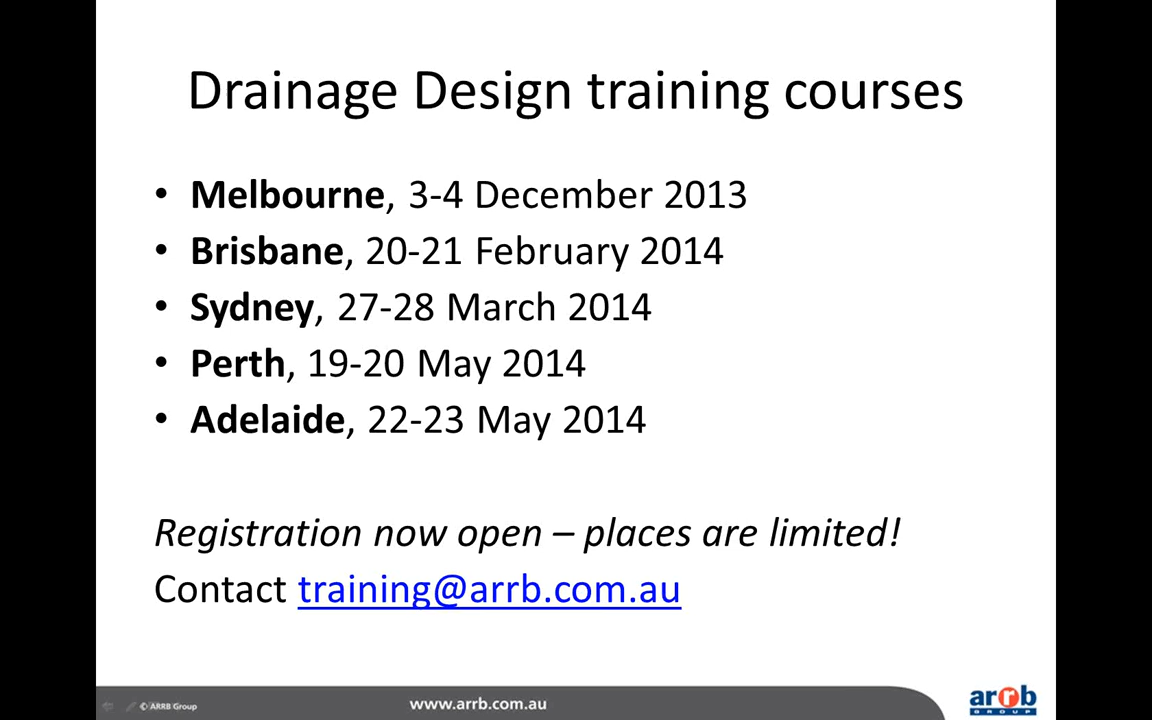 Drainage Design training courses
• Melbourne, 3-4 December 2013
• Brisbane, 20-21 February 2014
• Sydney, 27-28 March 2014
• Perth, 19-20 May 2014
• Adelaide, 22-23 May 2014
Registration now open – places are limited!
Contact training@arrb.com.au
© ARRB Group
www.arrb.com.au
arrb
GROUP